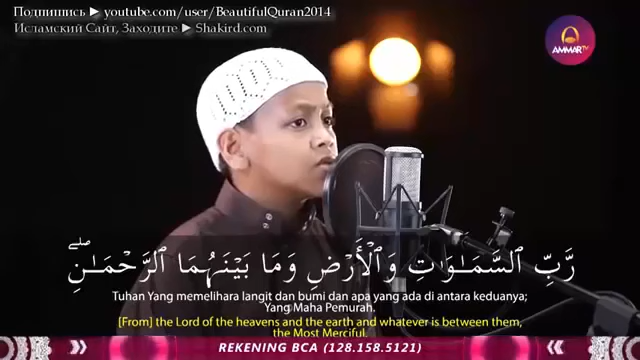 Подпишись ► youtube.com/user/BeautifulQuran2014
Исламский Сайт, Заходите ► Shakird.com
AMMARTV
رَّبِّ ٱلسَّمَـٰوَٰتِ وَٱلْأَرْضِ وَمَا بَيْنَهُمَا ٱلرَّحْمَـٰنِ ۖ
Tuhan Yang memelihara langit dan bumi dan apa yang ada di antara keduanya;
Yang Maha Pemurah.
[From] the Lord of the heavens and the earth and whatever is between them,
the Most Merciful.
REKENING BCA (128.158.5121)